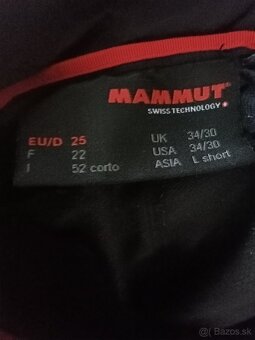 MAMMUT
SWISS TECHNOLOGY
EU/D 25 UK 34/30
F 22 USA 34/30
I 52 corto ASIA L short
© Bazos.sk